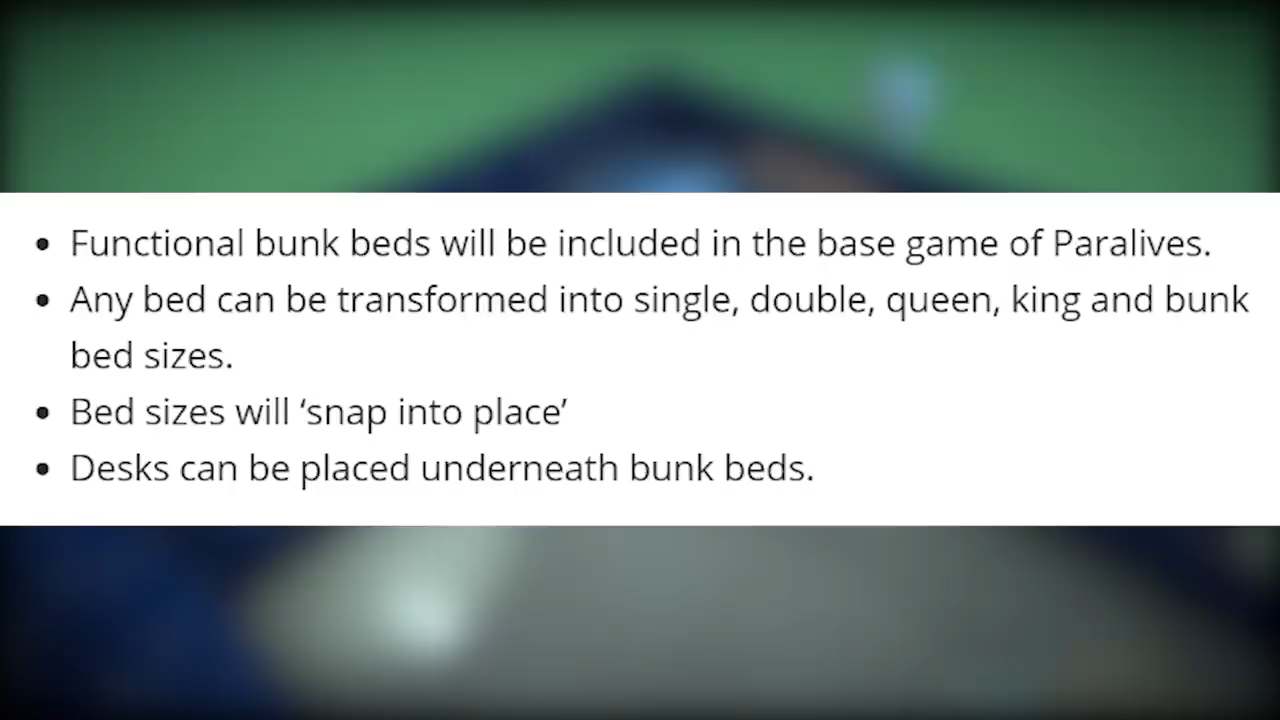 • Functional bunk beds will be included in the base game of Paralives.
• Any bed can be transformed into single, double, queen, king and bunk
bed sizes.
• Bed sizes will ‘snap into place’
• Desks can be placed underneath bunk beds.